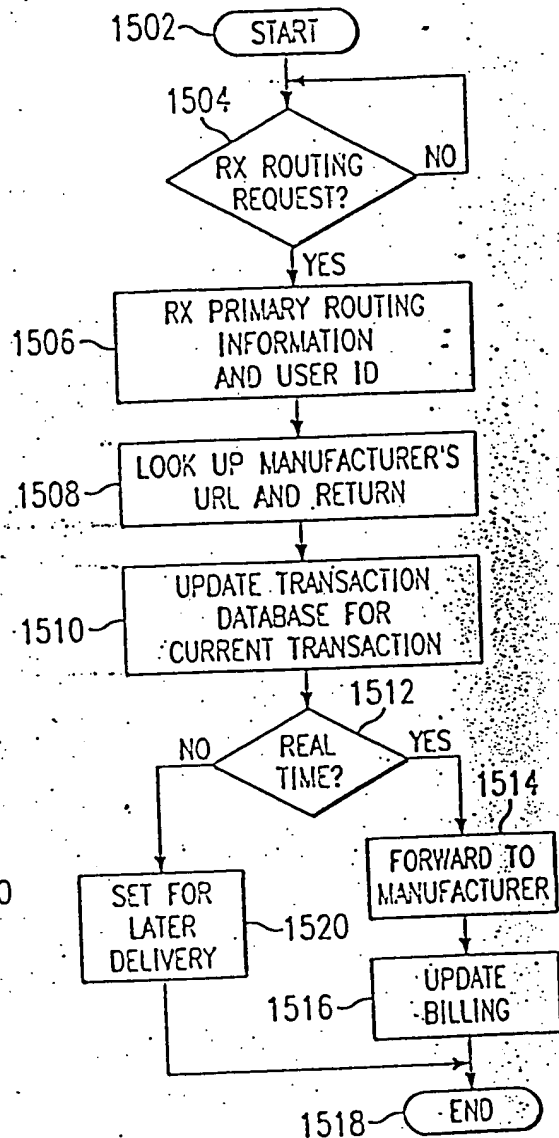 1502
START
1504
RX ROUTING
REQUEST?
NO
YES
1506
RX PRIMARY ROUTING
INFORMATION
AND USER ID
1508
LOOK UP MANUFACTURER'S
URL AND RETURN
1510
UPDATE TRANSACTION
DATABASE FOR
CURRENT TRANSACTION
1512
NO
REAL
TIME?
YES
1514
FORWARD TO
MANUFACTURER
0
SET FOR
LATER
DELIVERY
1520
1516
UPDATE
BILLING
1518
END